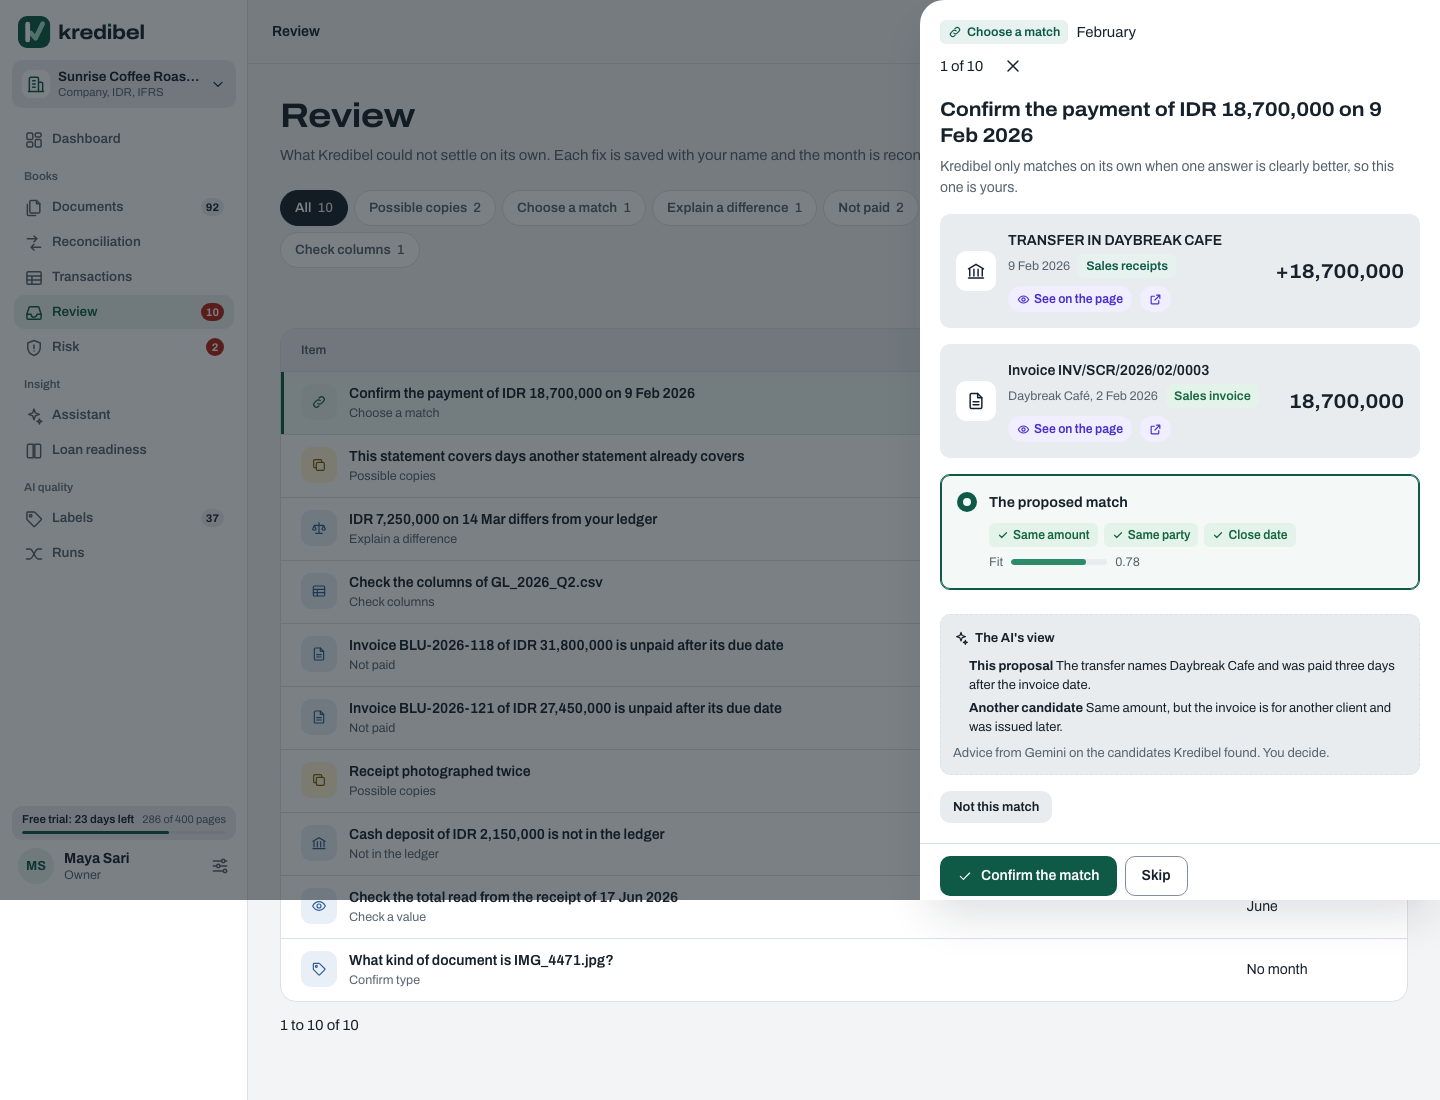 kredibel
Sunrise Coffee Roas...
Company, IDR, IFRS
Dashboard
Books
Documents 92
Reconciliation
Transactions
Review 10
Risk 2
Insight
Assistant
Loan readiness
AI quality
Labels 37
Runs
Free trial: 23 days left 286 of 400 pages
MS Maya Sari
Owner
Review
Review
What Kredibel could not settle on its own. Each fix is saved with your name and the month is recon
All 10 Possible copies 2 Choose a match 1 Explain a difference 1 Not paid 2
Check columns 1
Item
Confirm the payment of IDR 18,700,000 on 9 Feb 2026
Choose a match
This statement covers days another statement already covers
Possible copies
IDR 7,250,000 on 14 Mar differs from your ledger
Explain a difference
Check the columns of GL_2026_Q2.csv
Check columns
Invoice BLU-2026-118 of IDR 31,800,000 is unpaid after its due date
Not paid
Invoice BLU-2026-121 of IDR 27,450,000 is unpaid after its due date
Not paid
Receipt photographed twice
Possible copies
Cash deposit of IDR 2,150,000 is not in the ledger
Not in the ledger
Check the total read from the receipt of 17 Jun 2026
Check a value
June
What kind of document is IMG_4471.jpg?
Confirm type
No month
1 to 10 of 10
Choose a match February
1 of 10
Confirm the payment of IDR 18,700,000 on 9
Feb 2026
Kredibel only matches on its own when one answer is clearly better, so this
one is yours.
TRANSFER IN DAYBREAK CAFE
9 Feb 2026 Sales receipts
+18,700,000
See on the page
Invoice INV/SCR/2026/02/0003
Daybreak Café, 2 Feb 2026 Sales invoice
18,700,000
See on the page
The proposed match
Same amount Same party Close date
Fit 0.78
The AI's view
This proposal The transfer names Daybreak Cafe and was paid three days
after the invoice date.
Another candidate Same amount, but the invoice is for another client and
was issued later.
Advice from Gemini on the candidates Kredibel found. You decide.
Not this match
Confirm the match Skip